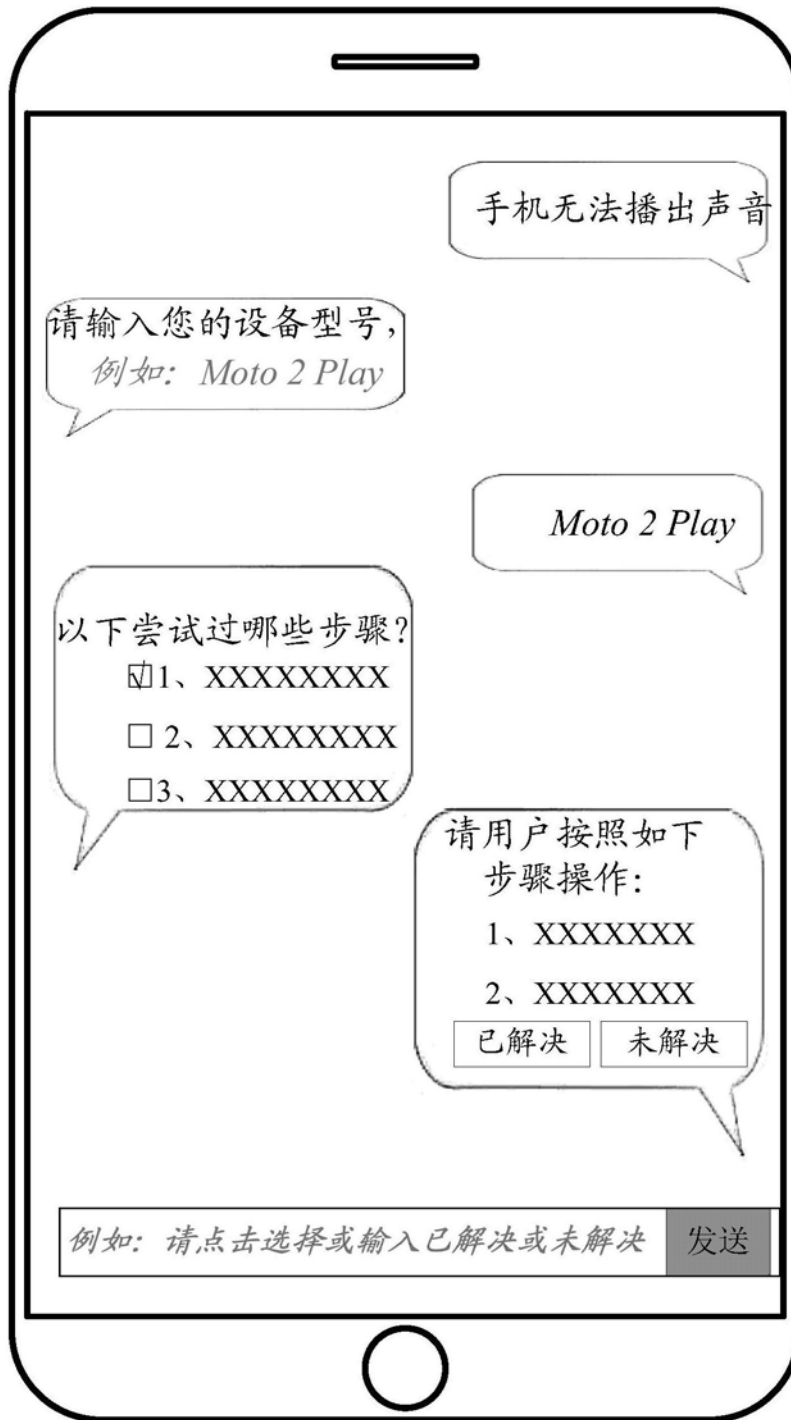 手机无法播出声音
请输入您的设备型号，
例如：Moto 2 Play
Moto 2 Play
以下尝试过哪些步骤？
☑1、XXXXXXXX
☐ 2、XXXXXXXX
☐3、XXXXXXXX
请用户按照如下
步骤操作：
1、XXXXXXX
2、XXXXXXX
已解决 未解决
例如：请点击选择或输入已解决或未解决 发送